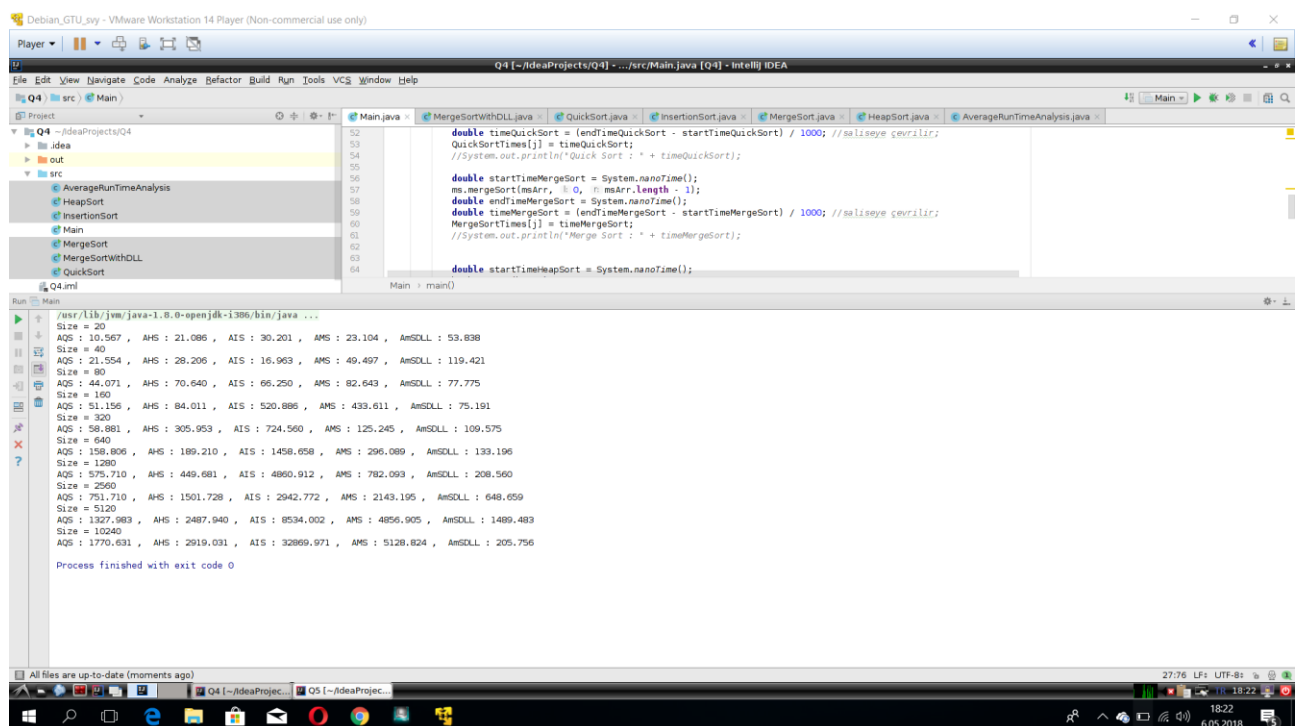 Debian_GTU_svy - VMware Workstation 14 Player (Non-commercial use only)
Player
Q4 [~/IdeaProjects/Q4] - .../src/Main.java [Q4] - IntelliJ IDEA
File Edit View Navigate Code Analyze Refactor Build Run Tools VCS Window Help
Q4 src Main
Main
Project
Main.java MergeSortWithDLL.java QuickSort.java InsertionSort.java MergeSort.java HeapSort.java AverageRunTimeAnalysis.java
Q4 ~/IdeaProjects/Q4
.idea
out
src
AverageRunTimeAnalysis
HeapSort
InsertionSort
Main
MergeSort
MergeSortWithDLL
QuickSort
Q4.iml
52 double timeQuickSort = (endTimeQuickSort - startTimeQuickSort) / 1000; //saliseye çevrilir;
53 QuickSortTimes[j] = timeQuickSort;
54 //System.out.println("Quick Sort : " + timeQuickSort);
55
56 double startTimeMergeSort = System.nanoTime();
57 ms.mergeSort(msArr, l: 0, r: msArr.length - 1);
58 double endTimeMergeSort = System.nanoTime();
59 double timeMergeSort = (endTimeMergeSort - startTimeMergeSort) / 1000; //saliseye çevrilir;
60 MergeSortTimes[j] = timeMergeSort;
61 //System.out.println("Merge Sort : " + timeMergeSort);
62
63
64 double startTimeHeapSort = System.nanoTime();
Main main()
Run Main
/usr/lib/jvm/java-1.8.0-openjdk-i386/bin/java ...
Size = 20
AQS : 10.567 , AHS : 21.086 , AIS : 30.201 , AMS : 23.104 , AmSDLL : 53.838
Size = 40
AQS : 21.554 , AHS : 28.206 , AIS : 16.963 , AMS : 49.497 , AmSDLL : 119.421
Size = 80
AQS : 44.071 , AHS : 70.640 , AIS : 66.250 , AMS : 82.643 , AmSDLL : 77.775
Size = 160
AQS : 51.156 , AHS : 84.011 , AIS : 520.886 , AMS : 433.611 , AmSDLL : 75.191
Size = 320
AQS : 58.881 , AHS : 305.953 , AIS : 724.560 , AMS : 125.245 , AmSDLL : 109.575
Size = 640
AQS : 158.806 , AHS : 189.210 , AIS : 1458.658 , AMS : 296.089 , AmSDLL : 133.196
Size = 1280
AQS : 575.710 , AHS : 449.681 , AIS : 4860.912 , AMS : 782.093 , AmSDLL : 208.560
Size = 2560
AQS : 751.710 , AHS : 1501.728 , AIS : 2942.772 , AMS : 2143.195 , AmSDLL : 648.659
Size = 5120
AQS : 1327.983 , AHS : 2487.940 , AIS : 8534.002 , AMS : 4856.905 , AmSDLL : 1489.483
Size = 10240
AQS : 1770.631 , AHS : 2919.031 , AIS : 32869.971 , AMS : 5128.824 , AmSDLL : 205.756
Process finished with exit code 0
All files are up-to-date (moments ago)
27:76 LF: UTF-8:
Q4 [~/IdeaProjec... Q5 [~/IdeaProjec...
TR 18:22
18:22
6.05.2018